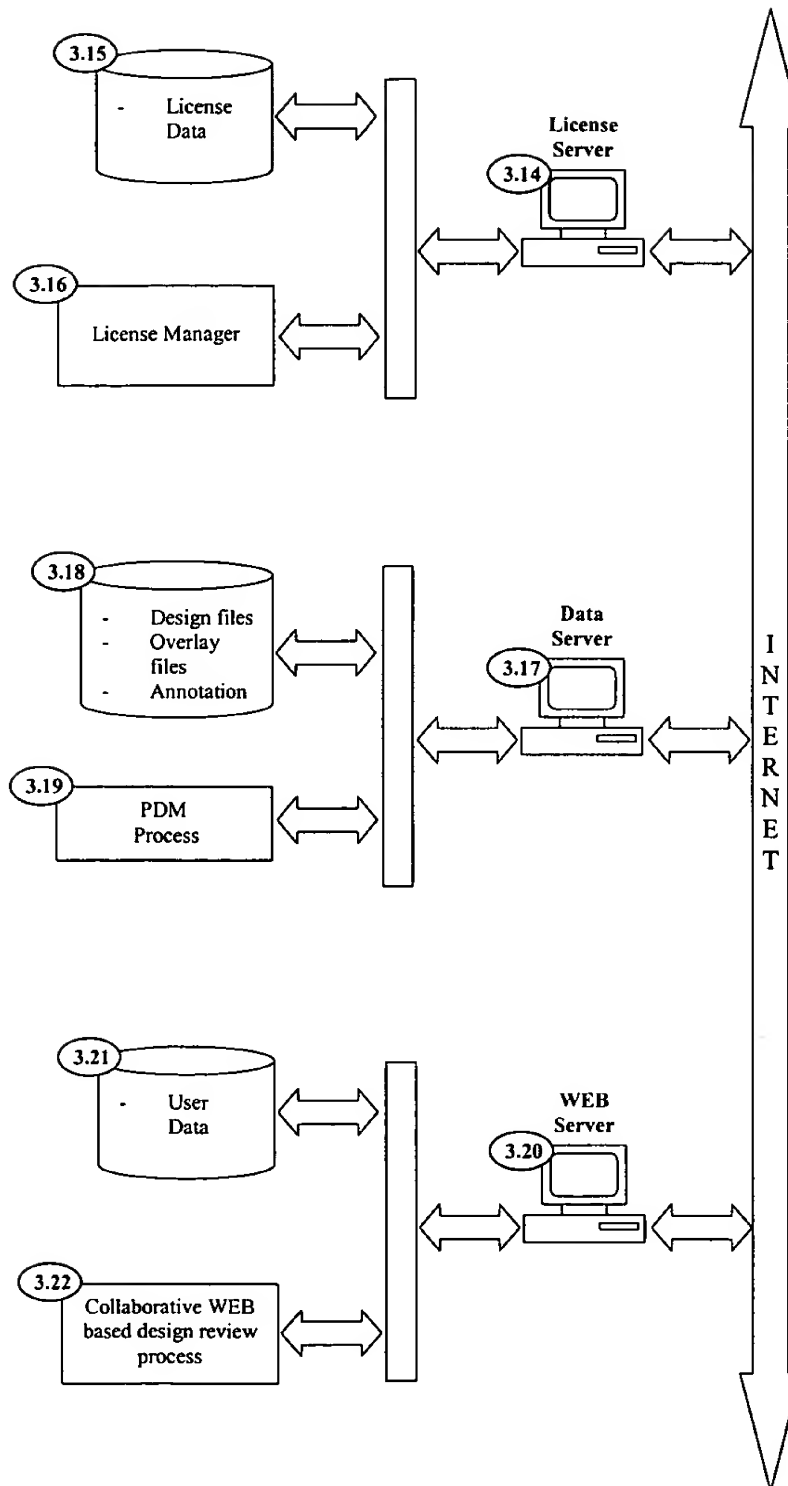 3.15
- License
Data
License
Server
3.14
3.16
License Manager
3.18
- Design files
- Overlay
files
- Annotation
Data
Server
3.17
3.19
PDM
Process
INTERNET
3.21
- User
Data
WEB
Server
3.20
3.22
Collaborative WEB
based design review
process